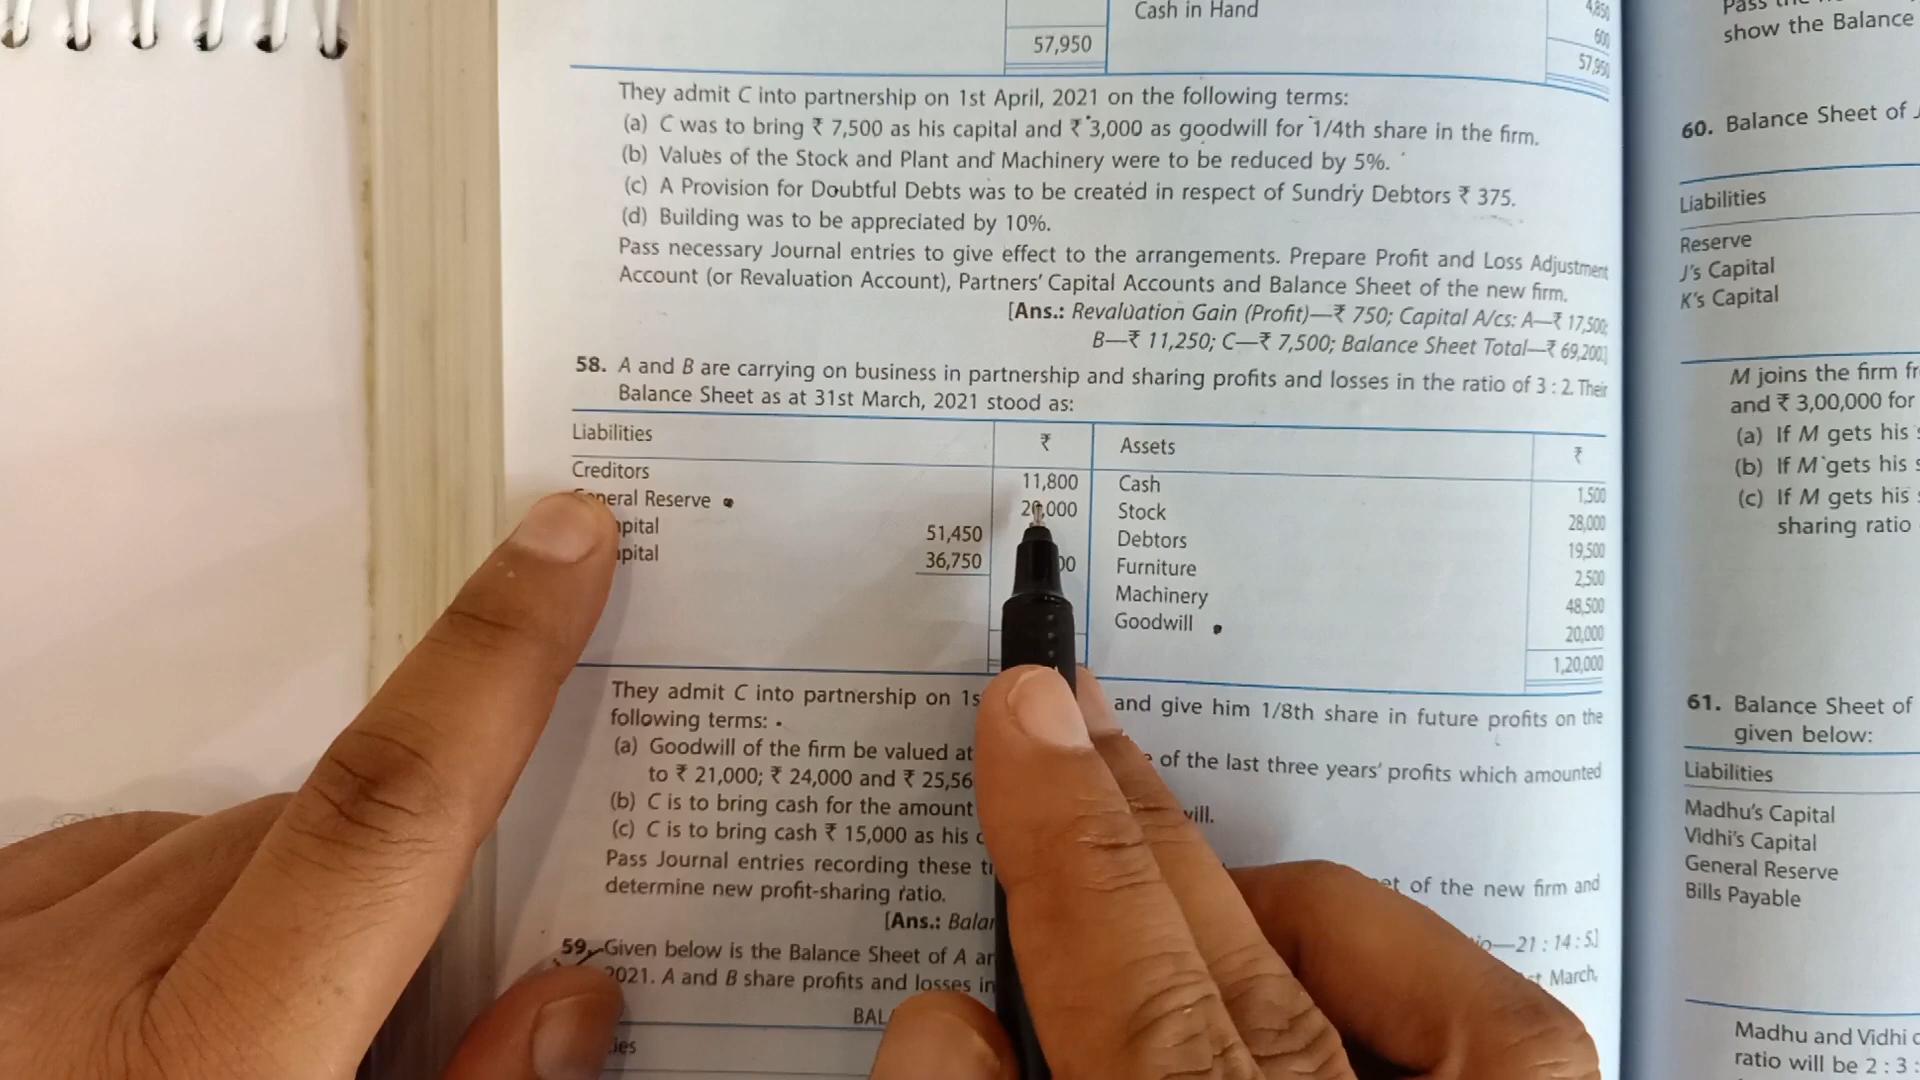 Cash in Hand
4,850
600
57,950
57,950
They admit C into partnership on 1st April, 2021 on the following terms:
(a) C was to bring ₹ 7,500 as his capital and ₹ 3,000 as goodwill for 1/4th share in the firm.
(b) Values of the Stock and Plant and Machinery were to be reduced by 5%.
(c) A Provision for Doubtful Debts was to be created in respect of Sundry Debtors ₹ 375.
(d) Building was to be appreciated by 10%.
Pass necessary Journal entries to give effect to the arrangements. Prepare Profit and Loss Adjustment
Account (or Revaluation Account), Partners' Capital Accounts and Balance Sheet of the new firm.
[Ans.: Revaluation Gain (Profit)—₹ 750; Capital A/cs: A—₹ 17,500;
B—₹ 11,250; C—₹ 7,500; Balance Sheet Total—₹ 69,200.]
58. A and B are carrying on business in partnership and sharing profits and losses in the ratio of 3 : 2. Their
Balance Sheet as at 31st March, 2021 stood as:
Liabilities ₹ Assets ₹
Creditors 11,800 Cash 1,500
General Reserve 20,000 Stock 28,000
51,450 Debtors 19,500
36,750 Furniture 2,500
Machinery 48,500
Goodwill 20,000
1,20,000
They admit C into partnership on and give him 1/8th share in future profits on the
following terms:
(a) Goodwill of the firm be valued at of the last three years' profits which amounted
to ₹ 21,000; ₹ 24,000 and ₹
(b) C is to bring cash for the amount
(c) C is to bring cash ₹ 15,000 as his
Pass Journal entries recording these of the new firm and
determine new profit-sharing ratio.
[Ans.: —21 : 14 : 5.]
59. Given below is the Balance Sheet of A March,
2021. A and B share profits and losses in
show the Balance
60. Balance Sheet of
Liabilities
Reserve
J's Capital
K's Capital
M joins the firm
and ₹ 3,00,000 for
(a) If M gets his
(b) If M gets his
(c) If M gets his
sharing ratio
61. Balance Sheet of
given below:
Liabilities
Madhu's Capital
Vidhi's Capital
General Reserve
Bills Payable
Madhu and Vidhi
ratio will be 2 : 3 :